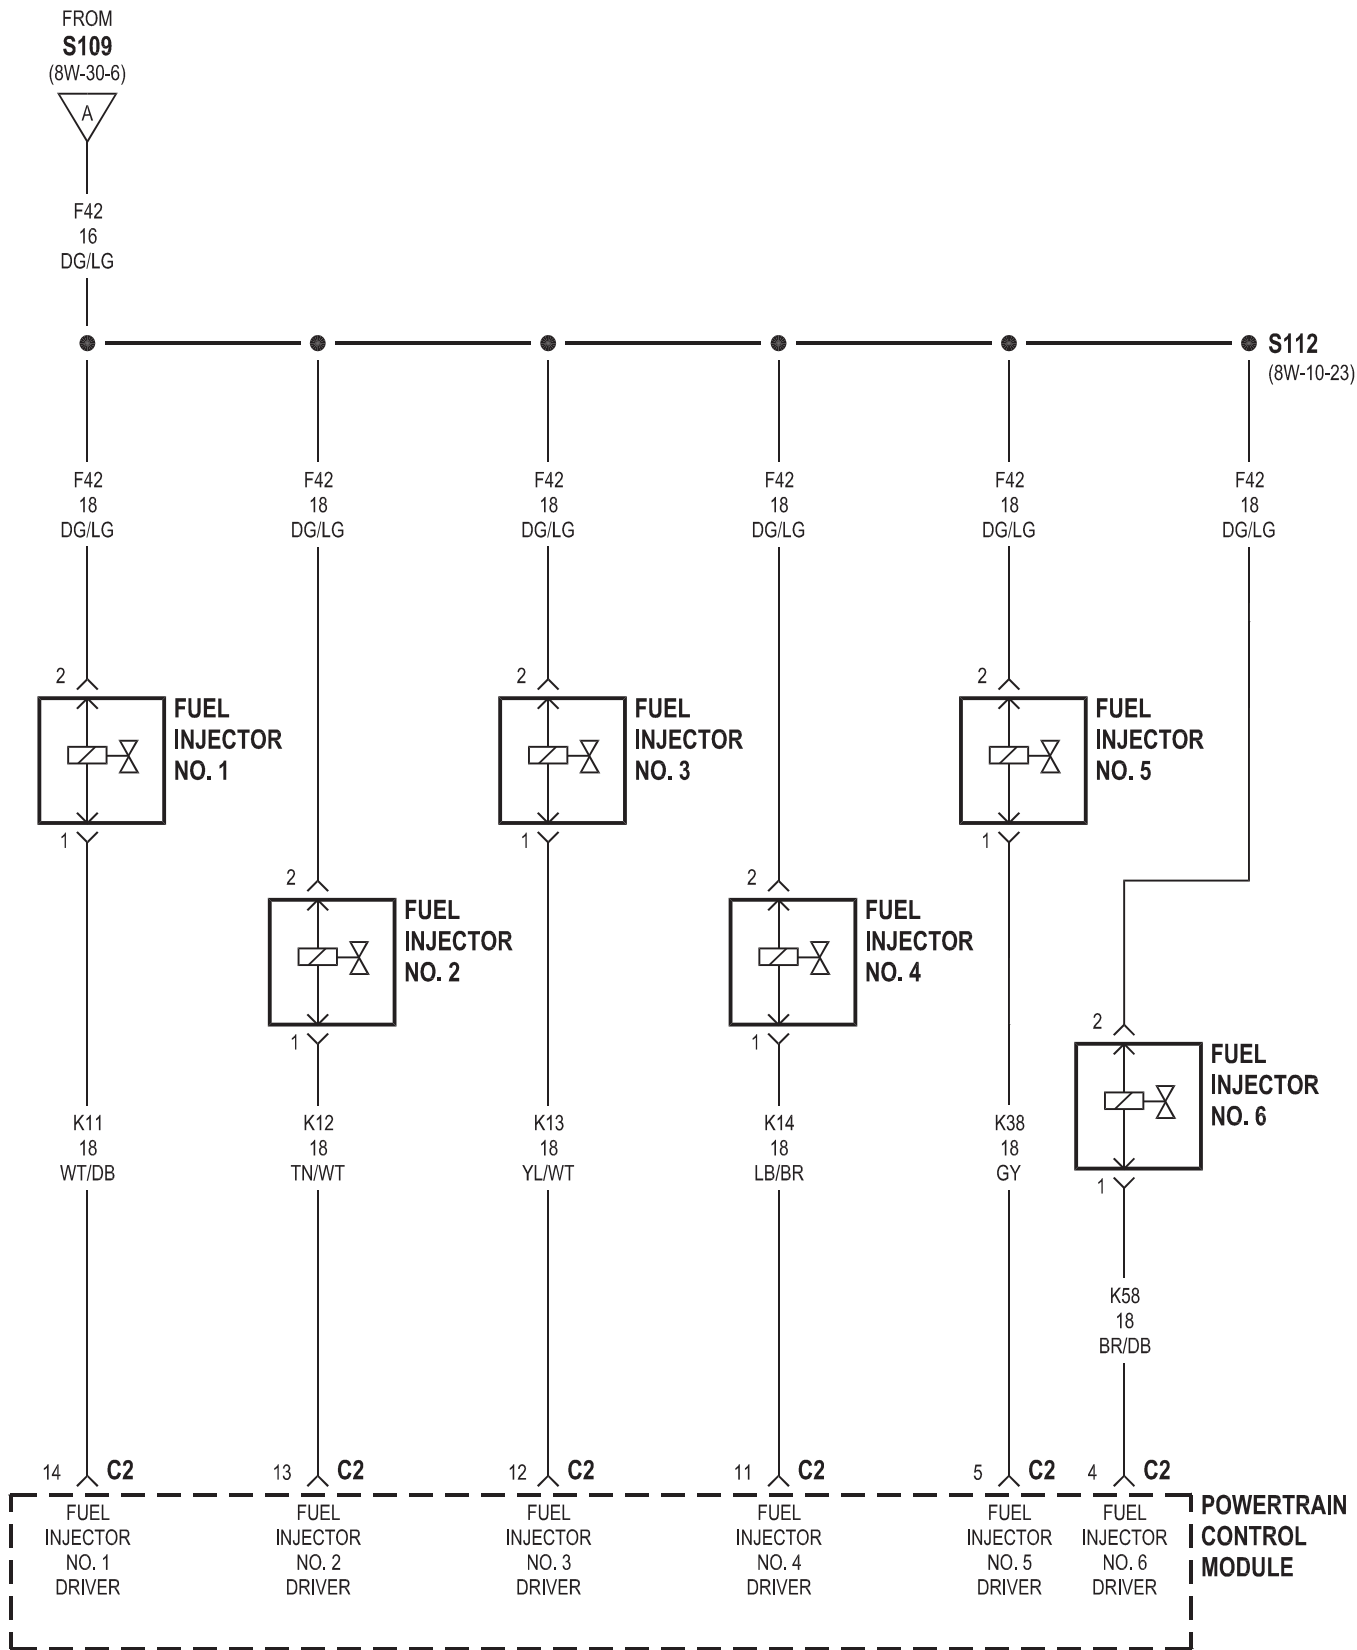 FROM
S109
(8W-30-6)
A
F42
16
DG/LG
S112
(8W-10-23)
F42
18
DG/LG
F42
18
DG/LG
F42
18
DG/LG
F42
18
DG/LG
F42
18
DG/LG
F42
18
DG/LG
2
FUEL
INJECTOR
NO. 1
1
2
FUEL
INJECTOR
NO. 3
1
2
FUEL
INJECTOR
NO. 5
1
2
FUEL
INJECTOR
NO. 2
1
2
FUEL
INJECTOR
NO. 4
1
2
FUEL
INJECTOR
NO. 6
1
K11
18
WT/DB
K12
18
TN/WT
K13
18
YL/WT
K14
18
LB/BR
K38
18
GY
K58
18
BR/DB
14 C2
13 C2
12 C2
11 C2
5 C2
4 C2
FUEL
INJECTOR
NO. 1
DRIVER
FUEL
INJECTOR
NO. 2
DRIVER
FUEL
INJECTOR
NO. 3
DRIVER
FUEL
INJECTOR
NO. 4
DRIVER
FUEL
INJECTOR
NO. 5
DRIVER
FUEL
INJECTOR
NO. 6
DRIVER
POWERTRAIN
CONTROL
MODULE